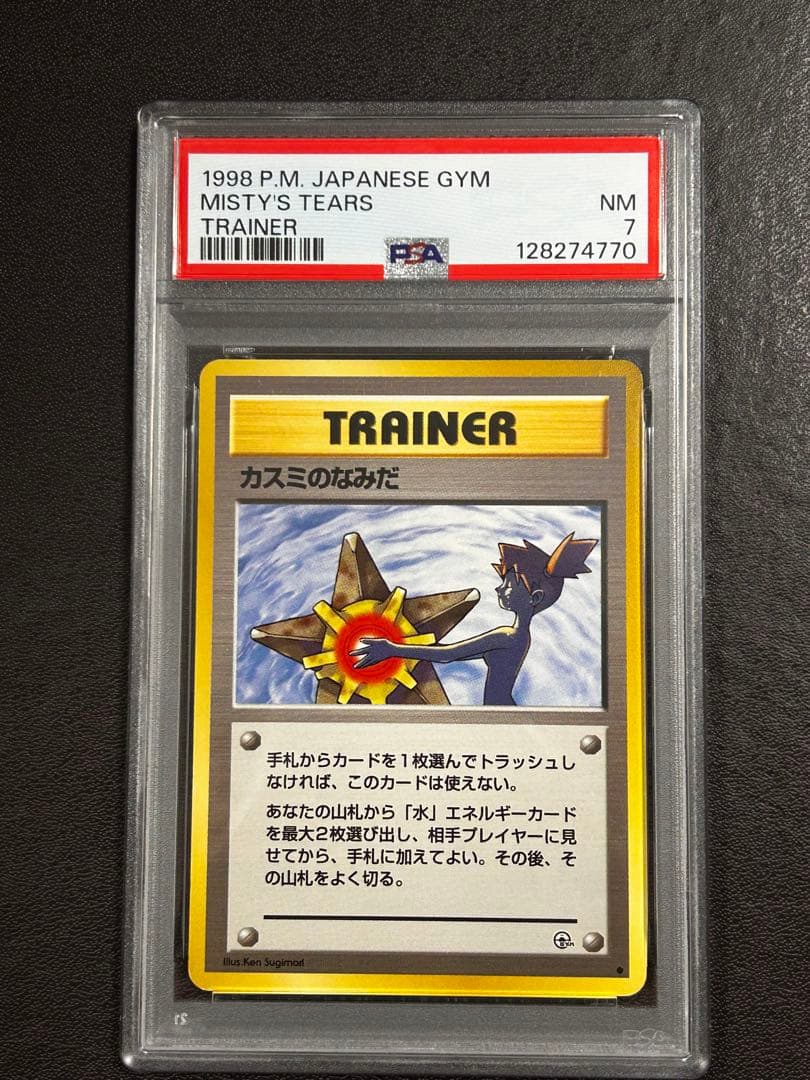 1998 P.M. JAPANESE GYM
MISTY'S TEARS NM
TRAINER 7
PSA 128274770
TRAINER
カスミのなみだ
手札からカードを1枚選んでトラッシュし
なければ、このカードは使えない。
あなたの山札から「水」エネルギーカード
を最大2枚選び出し、相手プレイヤーに見
せてから、手札に加えてよい。その後、そ
の山札をよく切る。
GYM
Illus. Ken Sugimori